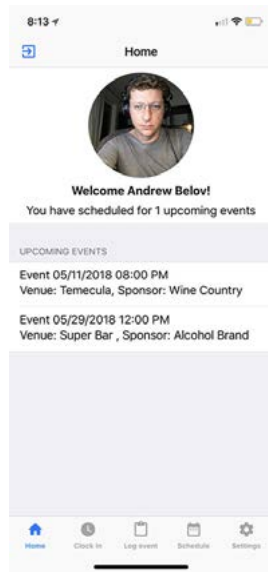 8:13
Home
Welcome Andrew Belov!
You have scheduled for 1 upcoming events
UPCOMING EVENTS
Event 05/11/2018 08:00 PM
Venue: Temecula, Sponsor: Wine Country
Event 05/29/2018 12:00 PM
Venue: Super Bar , Sponsor: Alcohol Brand
Home Clock in Log event Schedule Settings